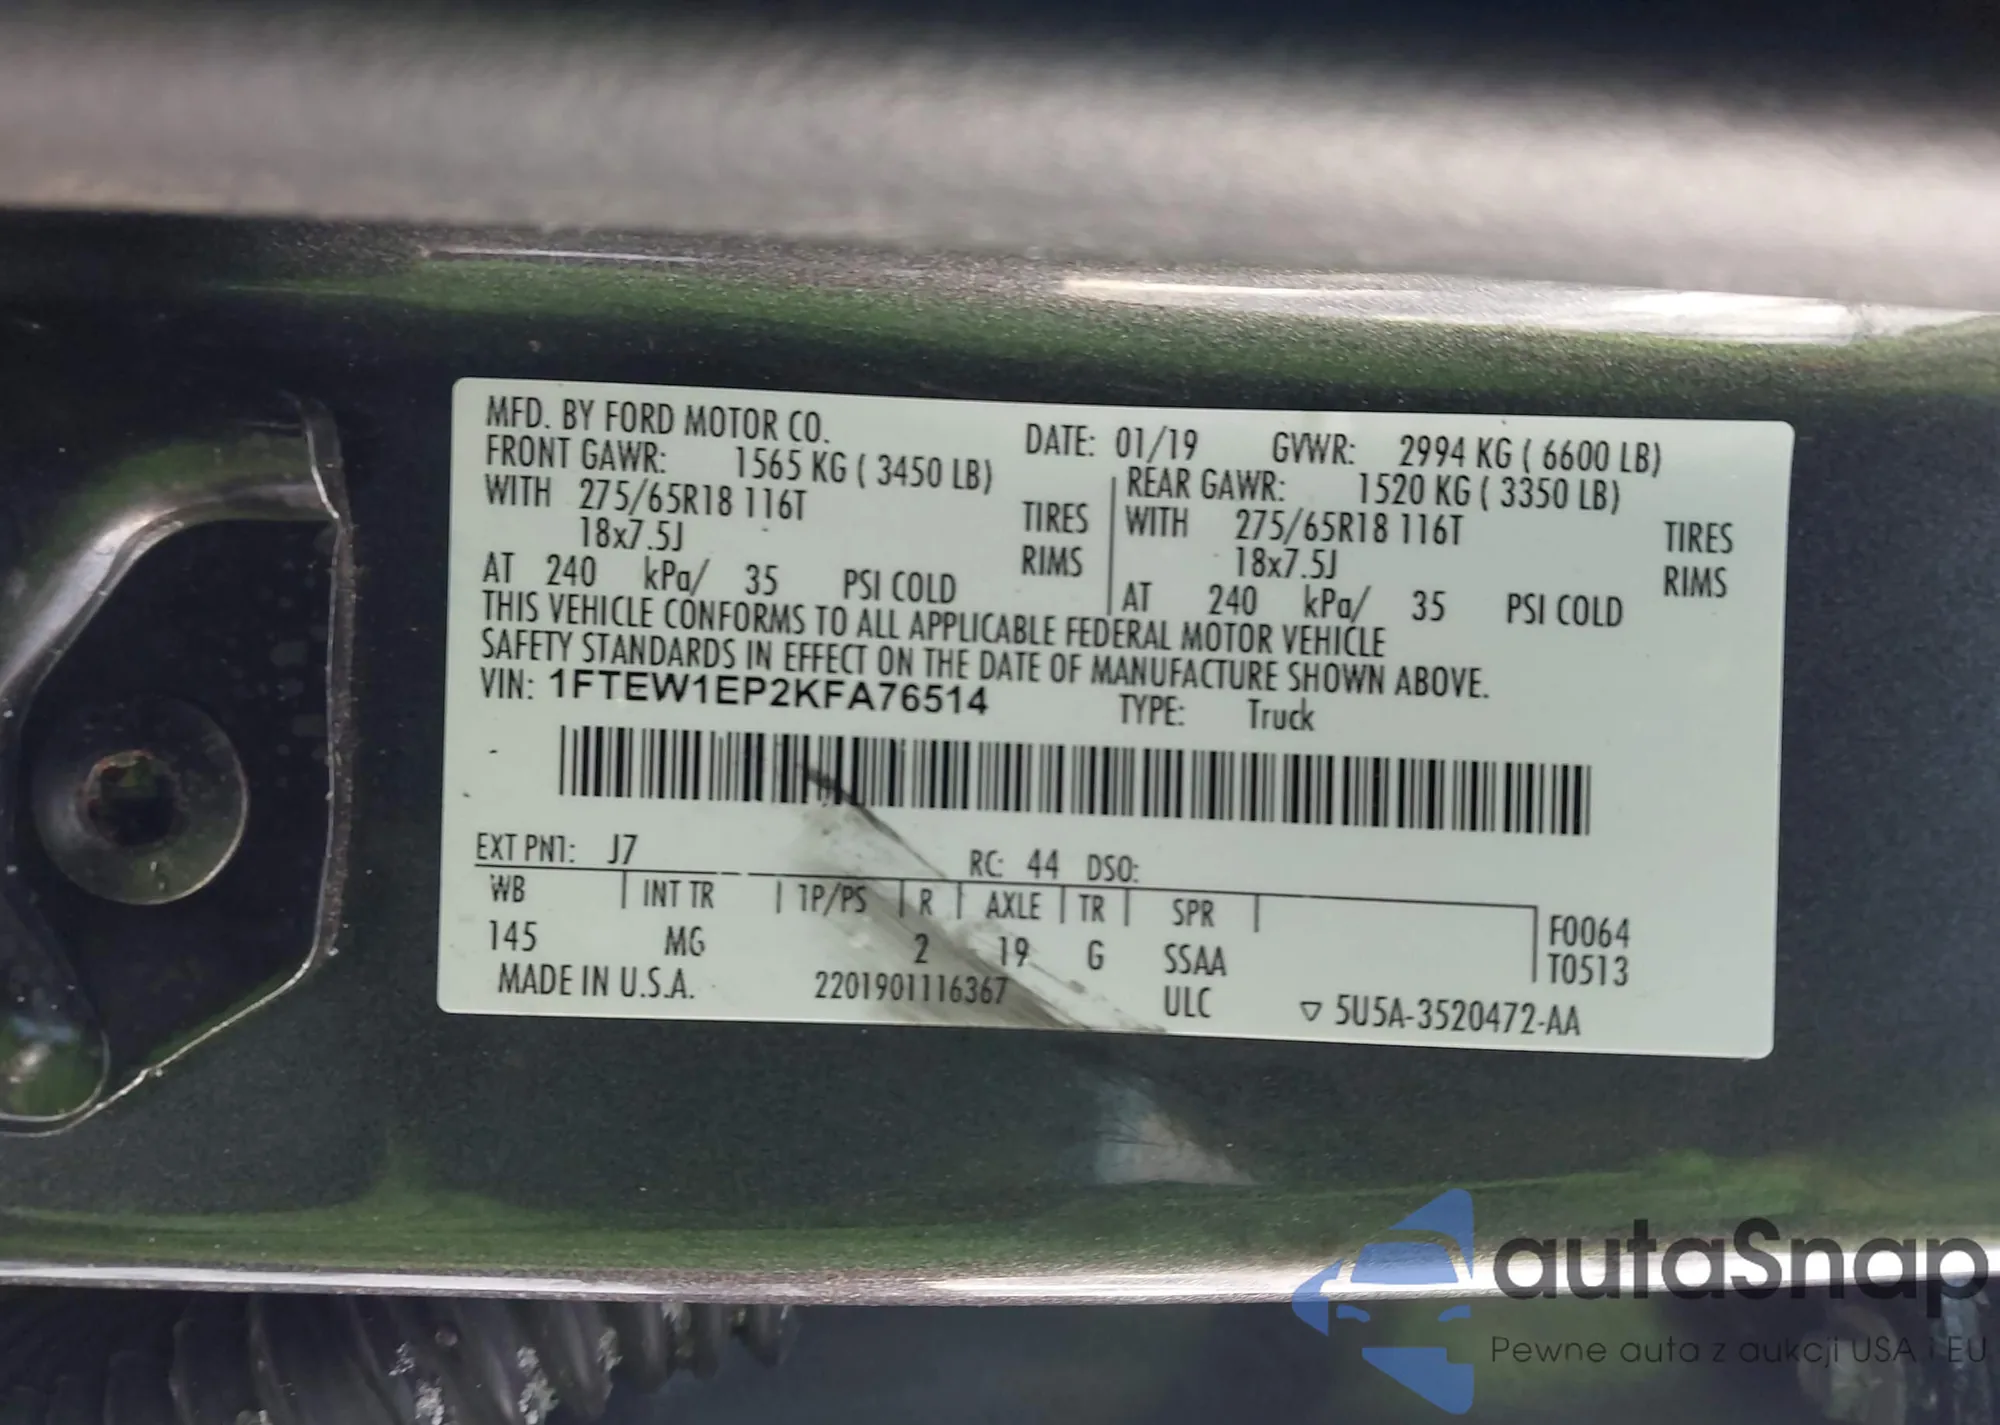 MFD. BY FORD MOTOR CO.
DATE: 01/19 GVWR: 2994 KG ( 6600 LB)
FRONT GAWR: 1565 KG ( 3450 LB)
WITH 275/65R18 116T TIRES
18x7.5J RIMS
AT 240 kPa/ 35 PSI COLD
REAR GAWR: 1520 KG ( 3350 LB)
WITH 275/65R18 116T TIRES
18x7.5J RIMS
AT 240 kPa/ 35 PSI COLD
THIS VEHICLE CONFORMS TO ALL APPLICABLE FEDERAL MOTOR VEHICLE
SAFETY STANDARDS IN EFFECT ON THE DATE OF MANUFACTURE SHOWN ABOVE.
VIN: 1FTEW1EP2KFA76514 TYPE: Truck
EXT PNT: J7 RC: 44 DSO:
WB INT TR TP/PS R AXLE TR SPR
145 MG 2 19 G SSAA
F0064
T0513
MADE IN U.S.A. 2201901116367 ULC ▽ 5U5A-3520472-AA
autaSnap
Pewne auta z aukcji USA i EU